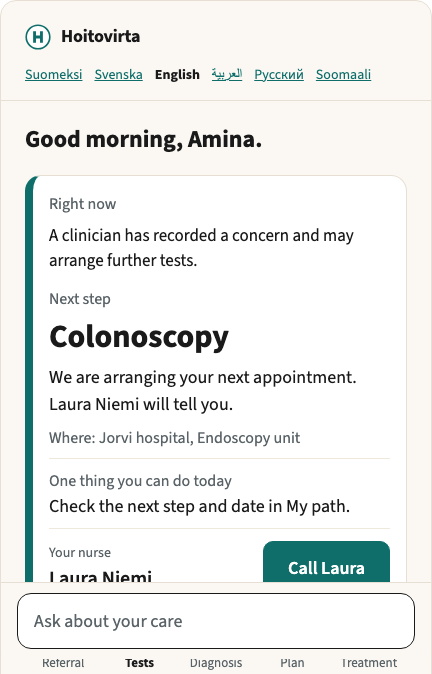 Hoitovirta
Suomeksi Svenska English العربية Русский Soomaali
Good morning, Amina.
Right now
A clinician has recorded a concern and may
arrange further tests.
Next step
Colonoscopy
We are arranging your next appointment.
Laura Niemi will tell you.
Where: Jorvi hospital, Endoscopy unit
One thing you can do today
Check the next step and date in My path.
Your nurse
Laura Niemi
Call Laura
Ask about your care
Referral Tests Diagnosis Plan Treatment